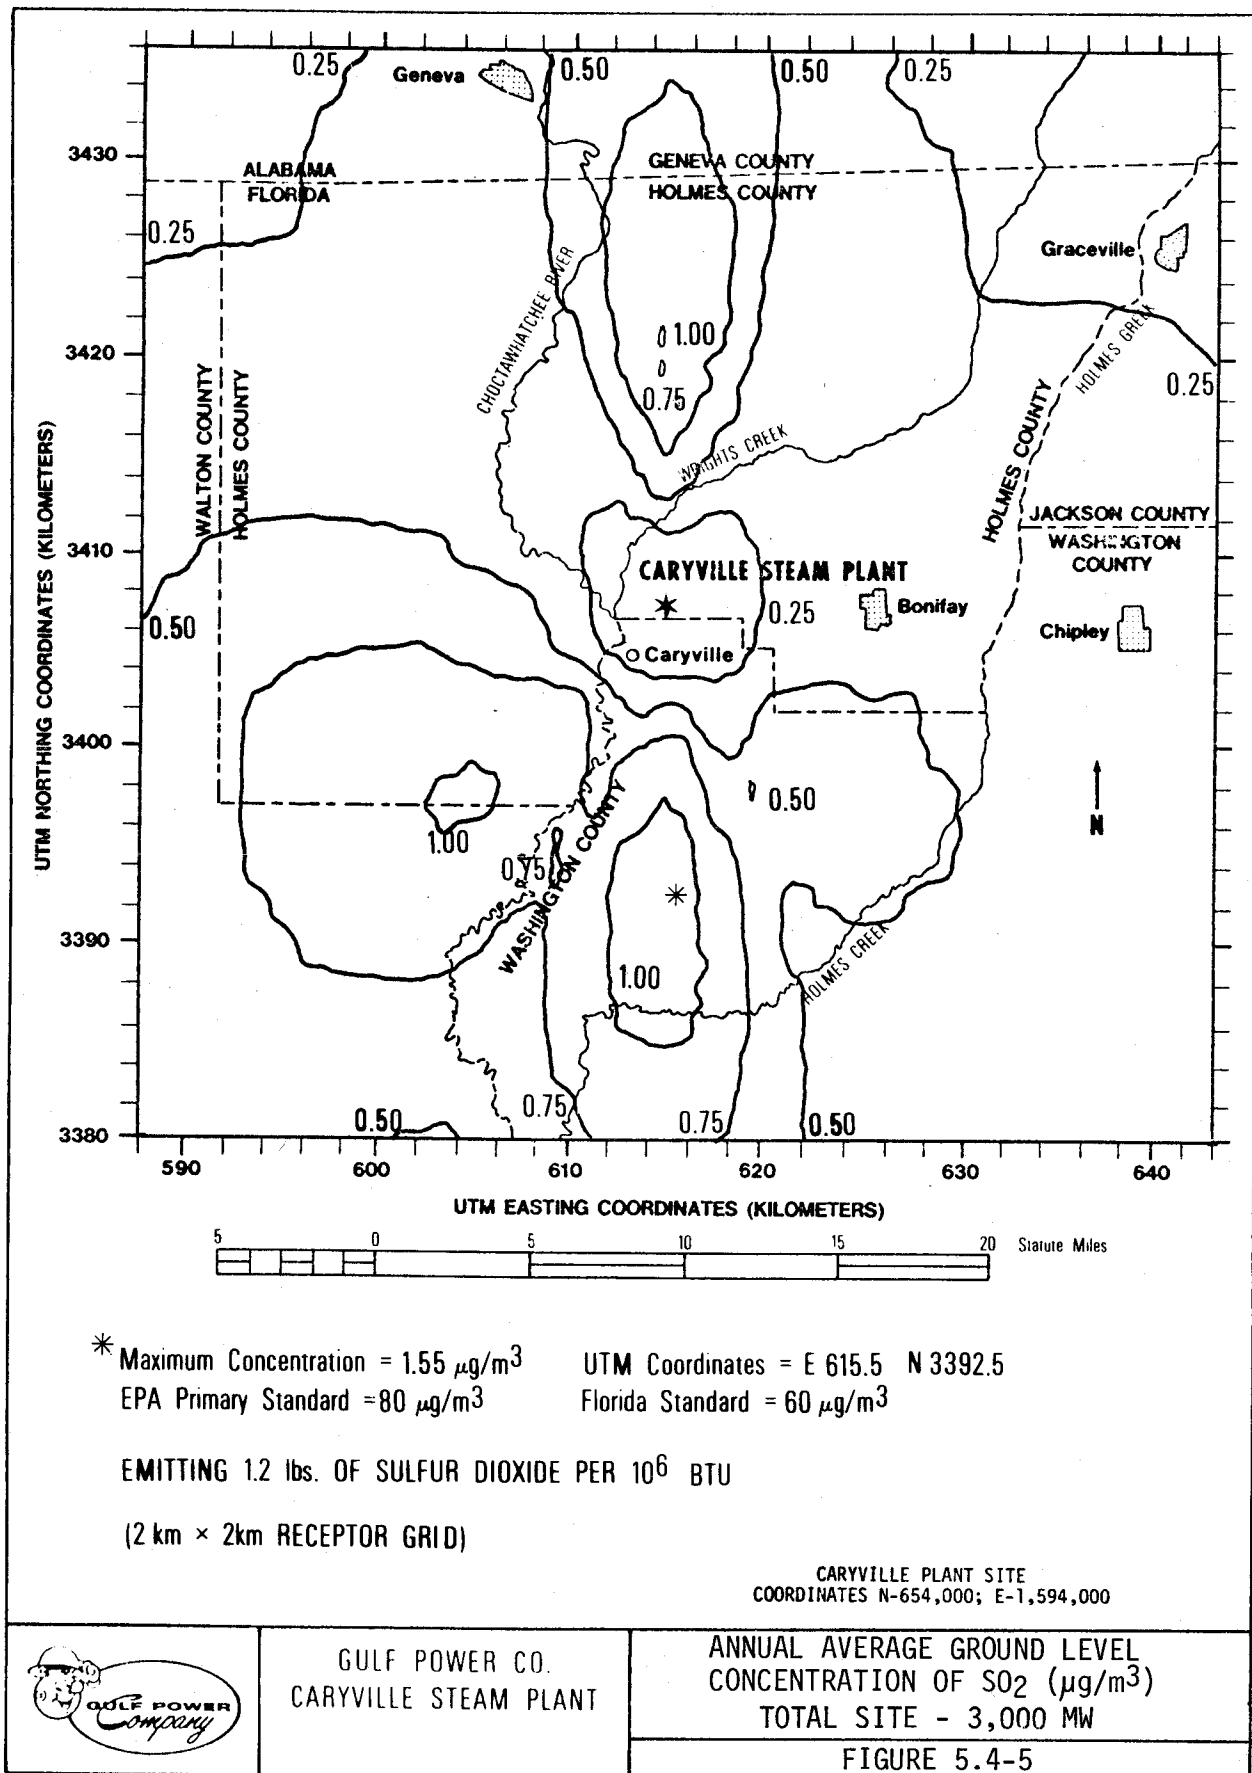 0.25
Geneva
0.50
0.50
0.25
3430
ALABAMA
FLORIDA
GENEVA COUNTY
HOLMES COUNTY
0.25
Graceville
CHOCTAWHATCHEE RIVER
1.00
3420
0.75
HOLMES CREEK
0.25
WALTON COUNTY
HOLMES COUNTY
WRIGHTS CREEK
HOLMES COUNTY
JACKSON COUNTY
WASHINGTON
COUNTY
3410
CARYVILLE STEAM PLANT
0.50
0.25
Bonifay
Chipley
Caryville
UTM NORTHING COORDINATES (KILOMETERS)
3400
0.50
N
1.00
0.75
WASHINGTON COUNTY
3390
1.00
HOLMES CREEK
0.50
0.75
0.75
0.50
3380
590 600 610 620 630 640
UTM EASTING COORDINATES (KILOMETERS)
5 0 5 10 15 20 Statute Miles
* Maximum Concentration = 1.55 μg/m3 UTM Coordinates = E 615.5 N 3392.5
EPA Primary Standard =80 μg/m3 Florida Standard = 60 μg/m3
EMITTING 1.2 lbs. OF SULFUR DIOXIDE PER 10⁶ BTU
(2 km × 2km RECEPTOR GRID)
CARYVILLE PLANT SITE
COORDINATES N-654,000; E-1,594,000
GULF POWER
Company
GULF POWER CO.
CARYVILLE STEAM PLANT
ANNUAL AVERAGE GROUND LEVEL
CONCENTRATION OF SO2 (μg/m3)
TOTAL SITE - 3,000 MW
FIGURE 5.4-5